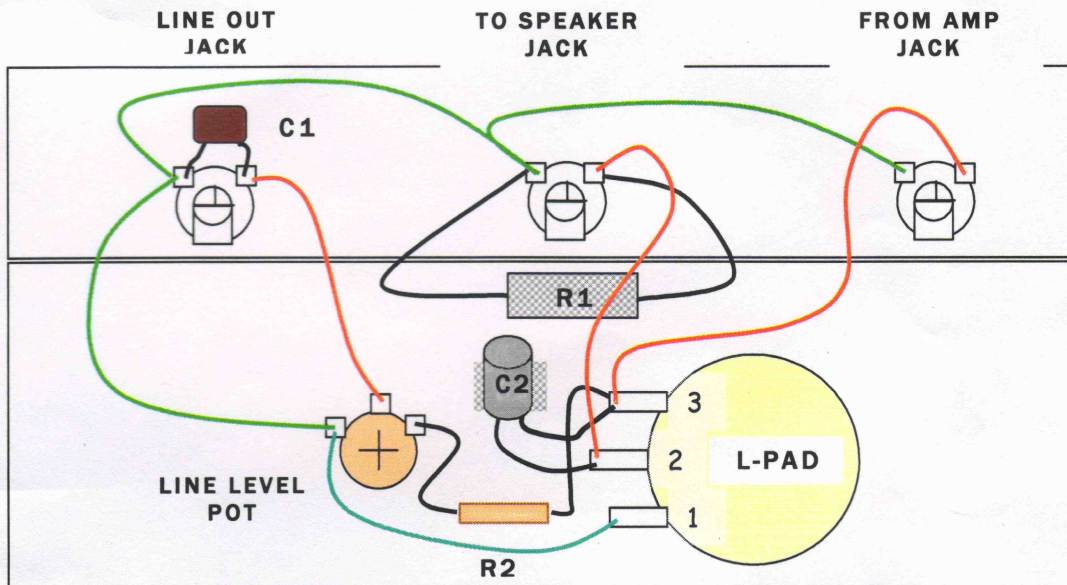 LINE OUT
JACK
TO SPEAKER
JACK
FROM AMP
JACK
C1
R1
C2
3
2
L-PAD
1
LINE LEVEL
POT
R2